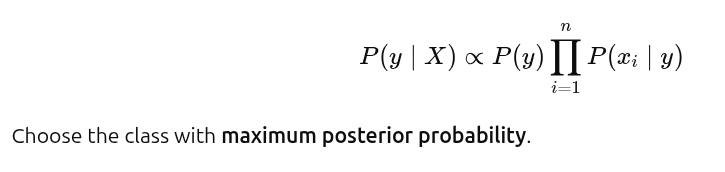 P(y | X) ∝ P(y) ∏_{i=1}^{n} P(x_i | y)
Choose the class with maximum posterior probability.